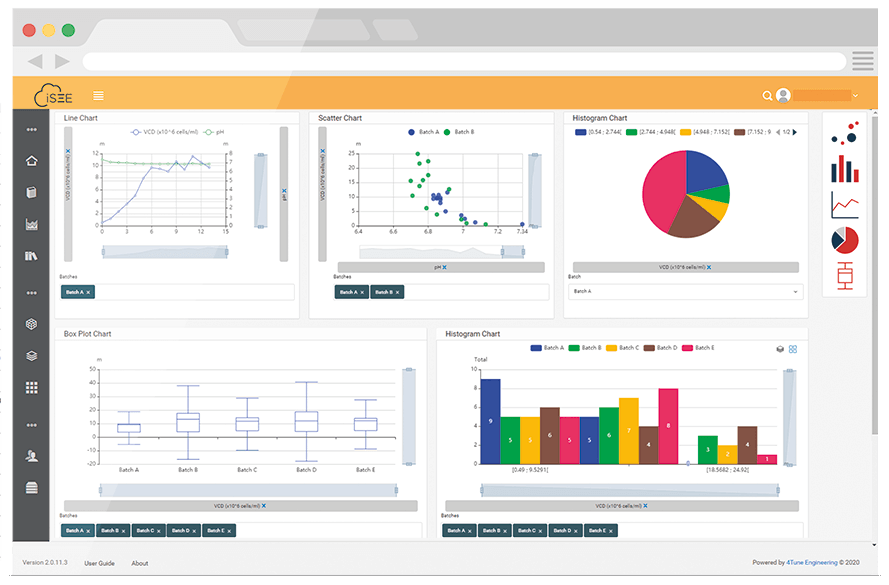 iSEE
Line Chart
VCD (x10^6 cells/ml)
pH
m
m
12
10
8
6
4
2
0
8
7
6
5
4
3
2
1
0
0
3
6
9
12
15
VCD (x10^6 cells/ml) X
pH X
Batches
Batch A ×
Scatter Chart
Batch A
Batch B
m
25
20
15
10
5
0
6.4
6.6
6.8
7
7.2
7.34
VCD (x10^6 cells/ml) X
pH X
Batches
Batch A ×
Batch B ×
Histogram Chart
[0.54 ; 2.744[
[2.744 ; 4.948[
[4.948 ; 7.152[
[7.152 ; 9
1/2
VCD (x10^6 cells/ml) X
Batch
Batch A
Box Plot Chart
m
50
40
30
20
10
0
-10
-20
Batch A
Batch B
Batch C
Batch D
Batch E
VCD (x10^6 cells/ml) X
Batches
Batch A ×
Batch B ×
Batch C ×
Batch D ×
Batch E ×
Histogram Chart
Batch A
Batch B
Batch C
Batch D
Batch E
Total
10
8
6
4
2
0
9
5
5
6
5
5
6
7
4
8
0
3
2
4
1
[0.49 ; 9.5291[
[18.5682 ; 24.92[
VCD (x10^6 cells/ml) X
Batches
Batch A ×
Batch B ×
Batch C ×
Batch D ×
Batch E ×
Version 2.0.11.3
User Guide
About
Powered by 4Tune Engineering © 2020